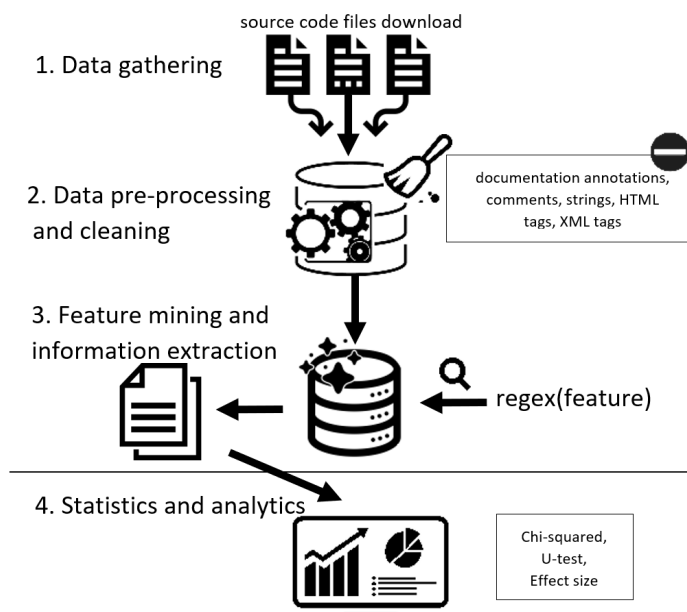 source code files download
1. Data gathering
2. Data pre-processing
and cleaning
documentation annotations,
comments, strings, HTML
tags, XML tags
3. Feature mining and
information extraction
regex(feature)
4. Statistics and analytics
Chi-squared,
U-test,
Effect size